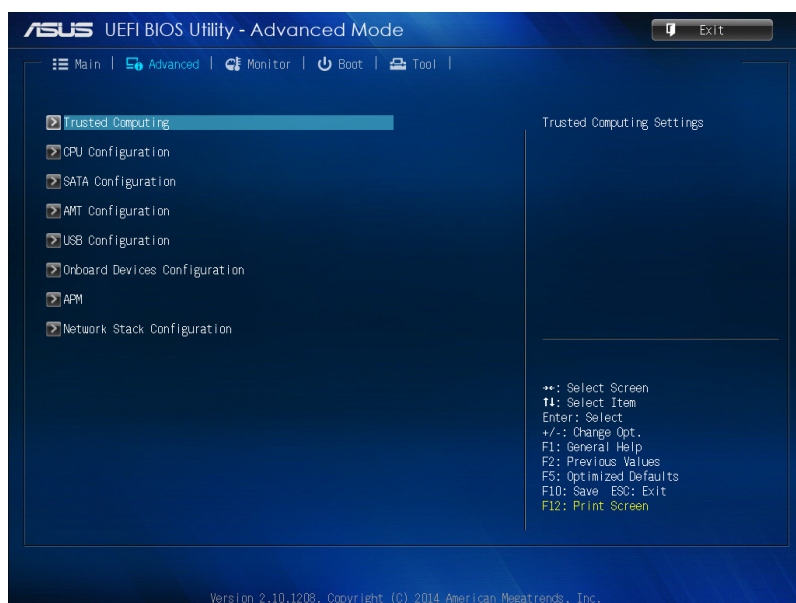 ASUS UEFI BIOS Utility - Advanced Mode
Exit
Main | Advanced | Monitor | Boot | Tool |
Trusted Computing
CPU Configuration
SATA Configuration
AMT Configuration
USB Configuration
Onboard Devices Configuration
APM
Network Stack Configuration
Trusted Computing Settings
→←: Select Screen
↑↓: Select Item
Enter: Select
+/-: Change Opt.
F1: General Help
F2: Previous Values
F5: Optimized Defaults
F10: Save ESC: Exit
F12: Print Screen
Version 2.10.1208. Copyright (C) 2014 American Megatrends, Inc.